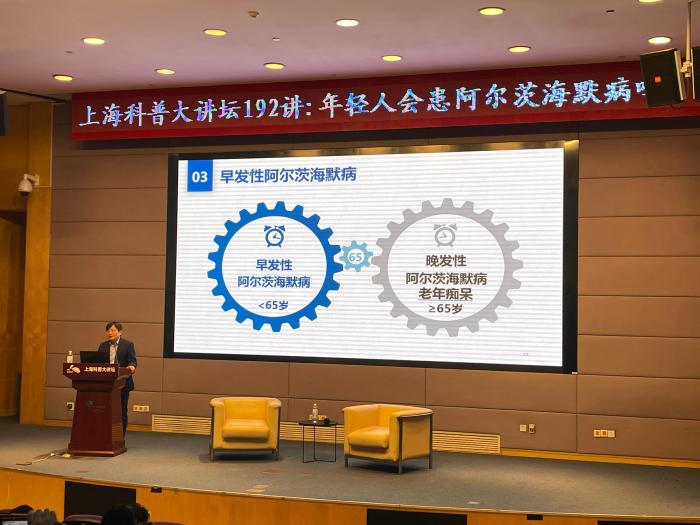 上海科普大讲坛192讲:年轻人会患阿尔茨海默病
03 早发性阿尔茨海默病
早发性
阿尔茨海默病
<65岁
65
晚发性
阿尔茨海默病
老年痴呆
≥65岁
上海科普大讲坛